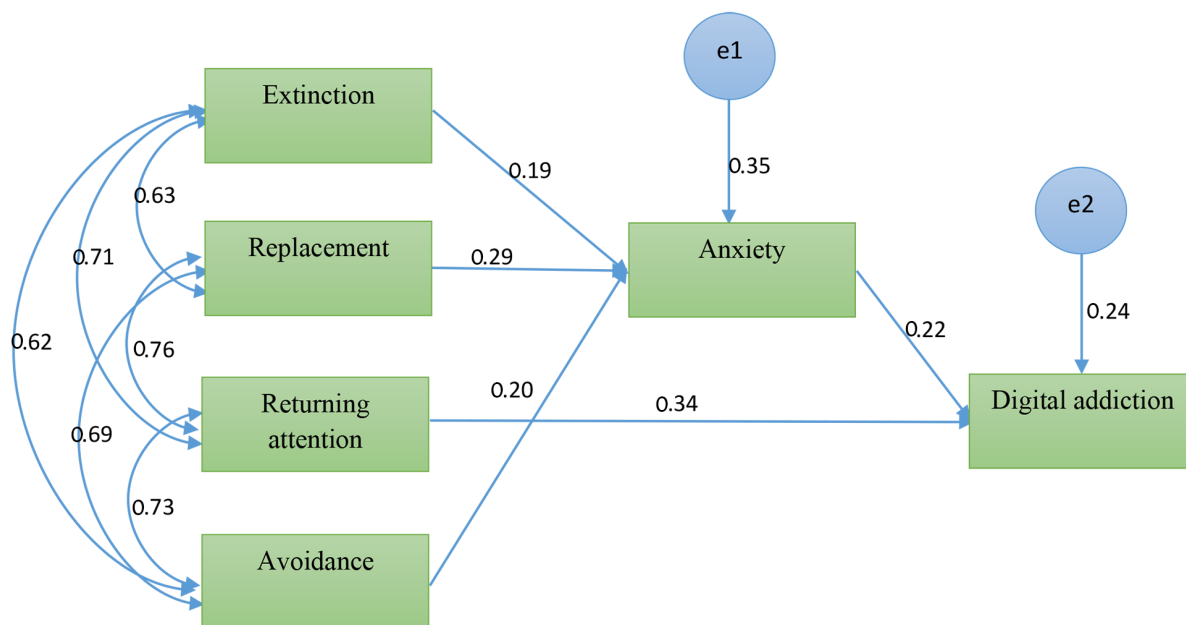 e1
Extinction
0.19
0.35
e2
0.63
Replacement
0.29
Anxiety
0.71
0.24
0.62
0.76
0.22
Returning
attention
0.20
0.34
Digital addiction
0.69
0.73
Avoidance